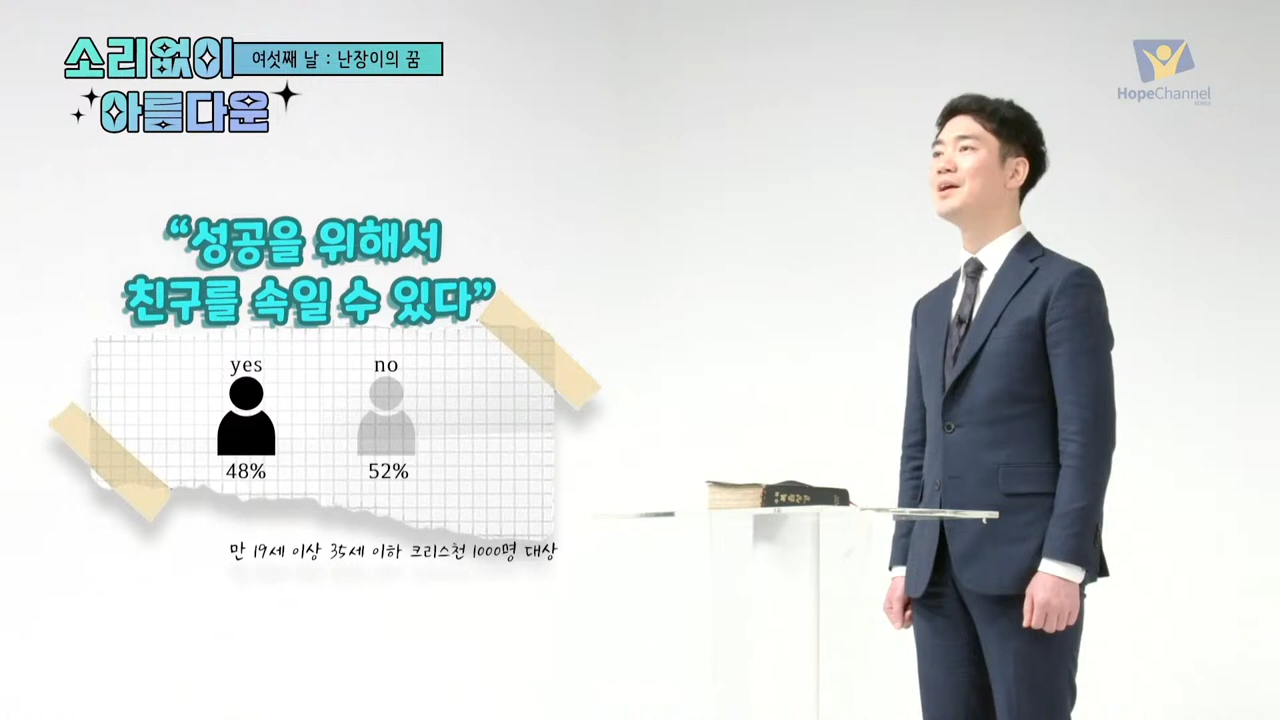 소리없이
여섯째 날 : 난장이의 꿈
아름다운
HopeChannel
KOREA
“성공을 위해서
친구를 속일 수 있다”
yes no
48% 52%
만 19세 이상 35세 이하 크리스천 1000명 대상